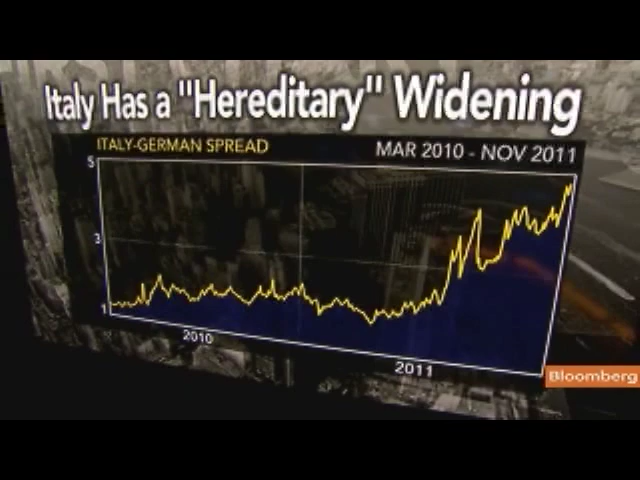 Italy Has a "Hereditary" Widening
ITALY-GERMAN SPREAD
MAR 2010 - NOV 2011
5
3
1
2010
2011
Bloomberg